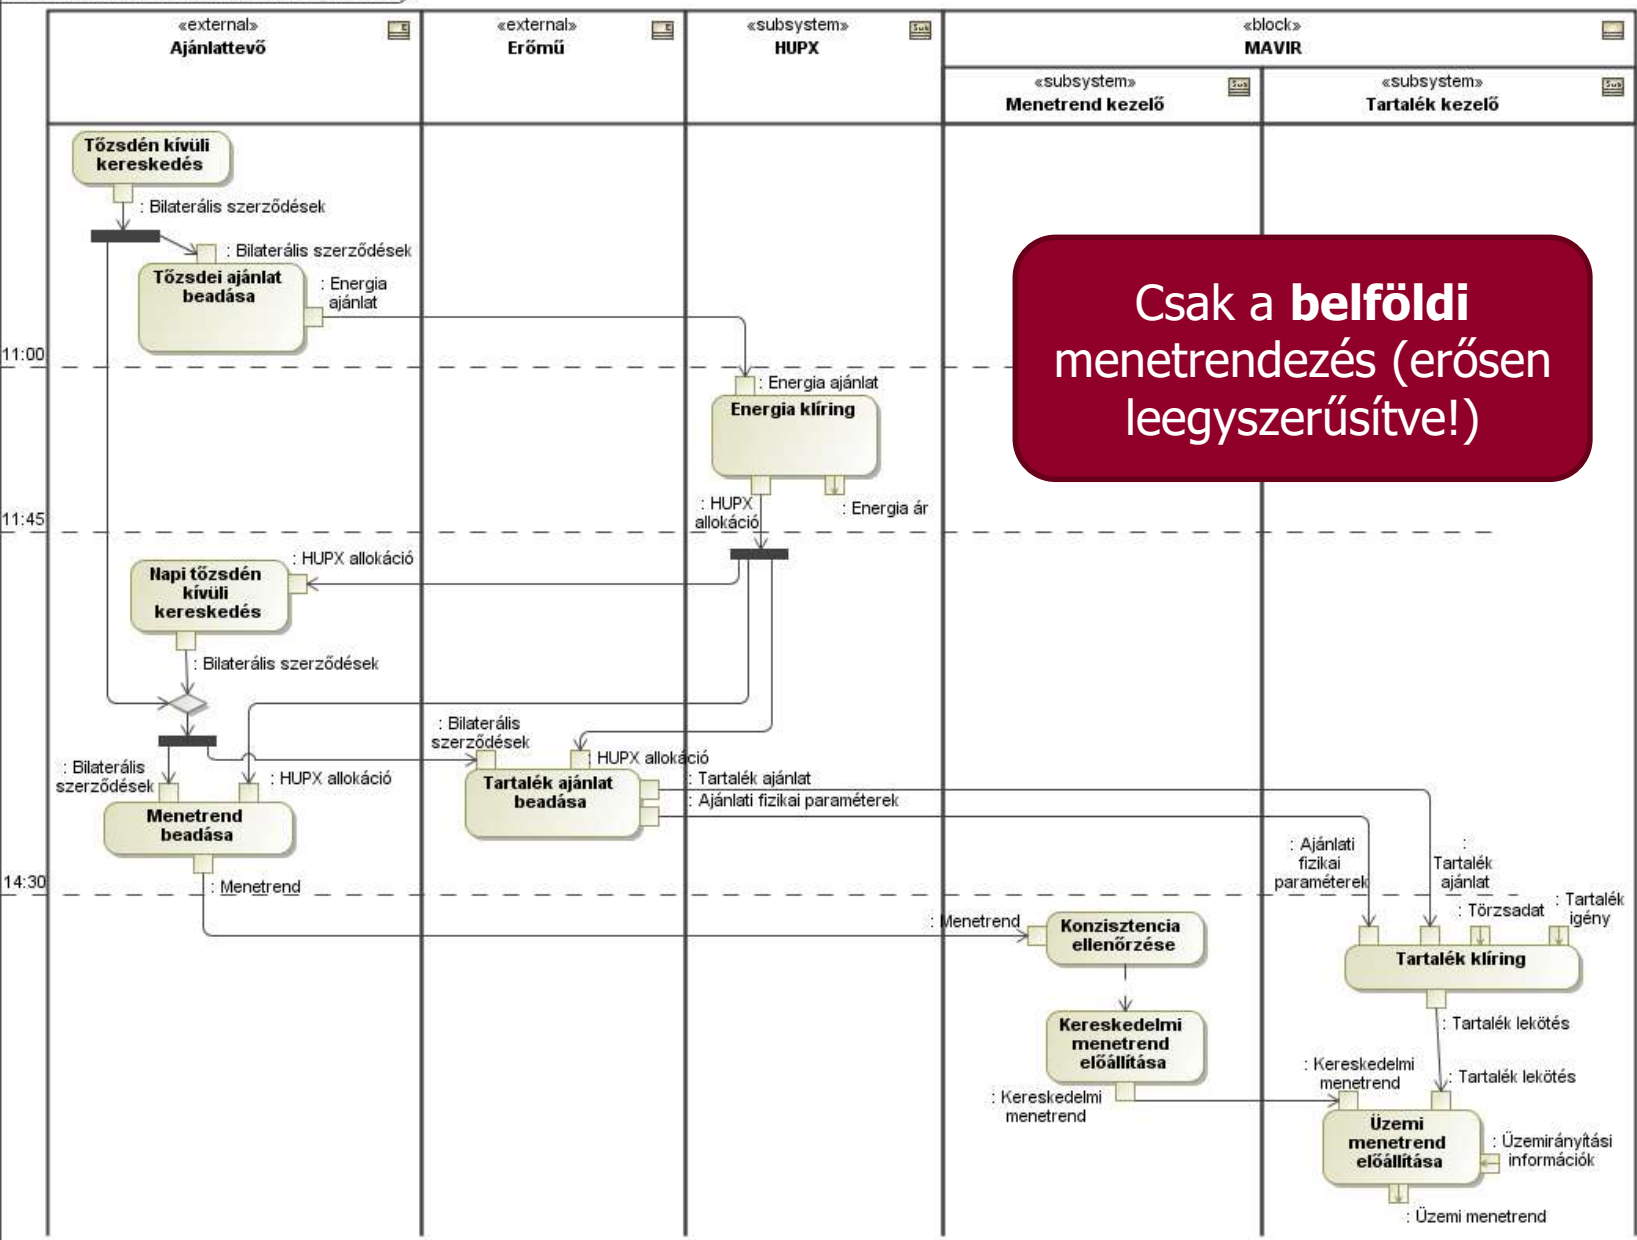 «external»
Ajánlattevő
«external»
Erőmű
«subsystem»
HUPX
«block»
MAVIR
«subsystem»
Menetrend kezelő
«subsystem»
Tartalék kezelő
Tőzsdén kívüli
kereskedés
: Bilaterális szerződések
: Bilaterális szerződések
Tőzsdei ajánlat
beadása
: Energia
ajánlat
Csak a belföldi
menetrendezés (erősen
leegyszerűsítve!)
11:00
: Energia ajánlat
Energia klíring
: HUPX
allokáció
: Energia ár
11:45
: HUPX allokáció
Napi tőzsdén
kívüli
kereskedés
: Bilaterális szerződések
: Bilaterális
szerződések
: HUPX allokáció
: Bilaterális
szerződések
: HUPX allokáció
Tartalék ajánlat
beadása
: Tartalék ajánlat
: Ajánlati fizikai paraméterek
Menetrend
beadása
: Menetrend
: Ajánlati
fizikai
paraméterek
:
Tartalék
ajánlat
14:30
: Törzsadat
: Tartalék
igény
: Menetrend
Konzisztencia
ellenőrzése
Tartalék klíring
Kereskedelmi
menetrend
előállítása
: Tartalék lekötés
: Kereskedelmi
menetrend
: Tartalék lekötés
: Kereskedelmi
menetrend
Üzemi
menetrend
előállítása
: Üzemirányítási
információk
: Üzemi menetrend